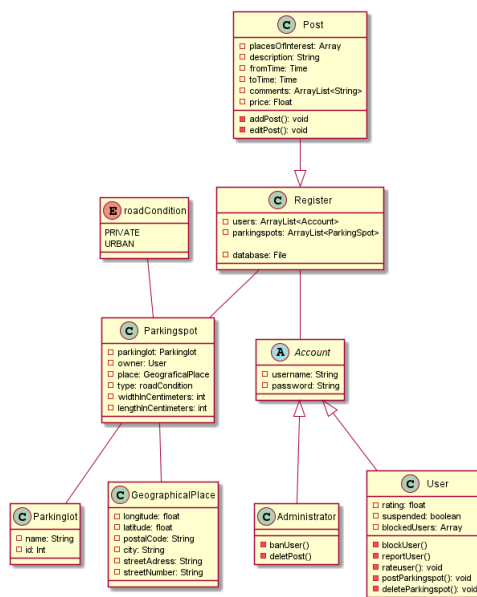 C Post
placesOfInterest: Array
description: String
fromTime: Time
toTime: Time
comments: ArrayList<String>
price: Float
addPost(): void
editPost(): void
E roadCondition
PRIVATE
URBAN
C Register
users: ArrayList<Account>
parkingspots: ArrayList<ParkingSpot>
database: File
C Parkingspot
parkinglot: Parkinglot
owner: User
place: GeograficalPlace
type: roadCondition
widthInCentimeters: int
lengthInCentimeters: int
A Account
username: String
password: String
C Parkinglot
name: String
id: Int
C GeographicalPlace
longitude: float
latitude: float
postalCode: String
city: String
streetAdress: String
streetNumber: String
C Administrator
banUser()
deletPost()
C User
rating: float
suspended: boolean
blockedUsers: Array
blockUser()
reportUser()
rateuser(): void
postParkingspot(): void
deleteParkingspot(): void